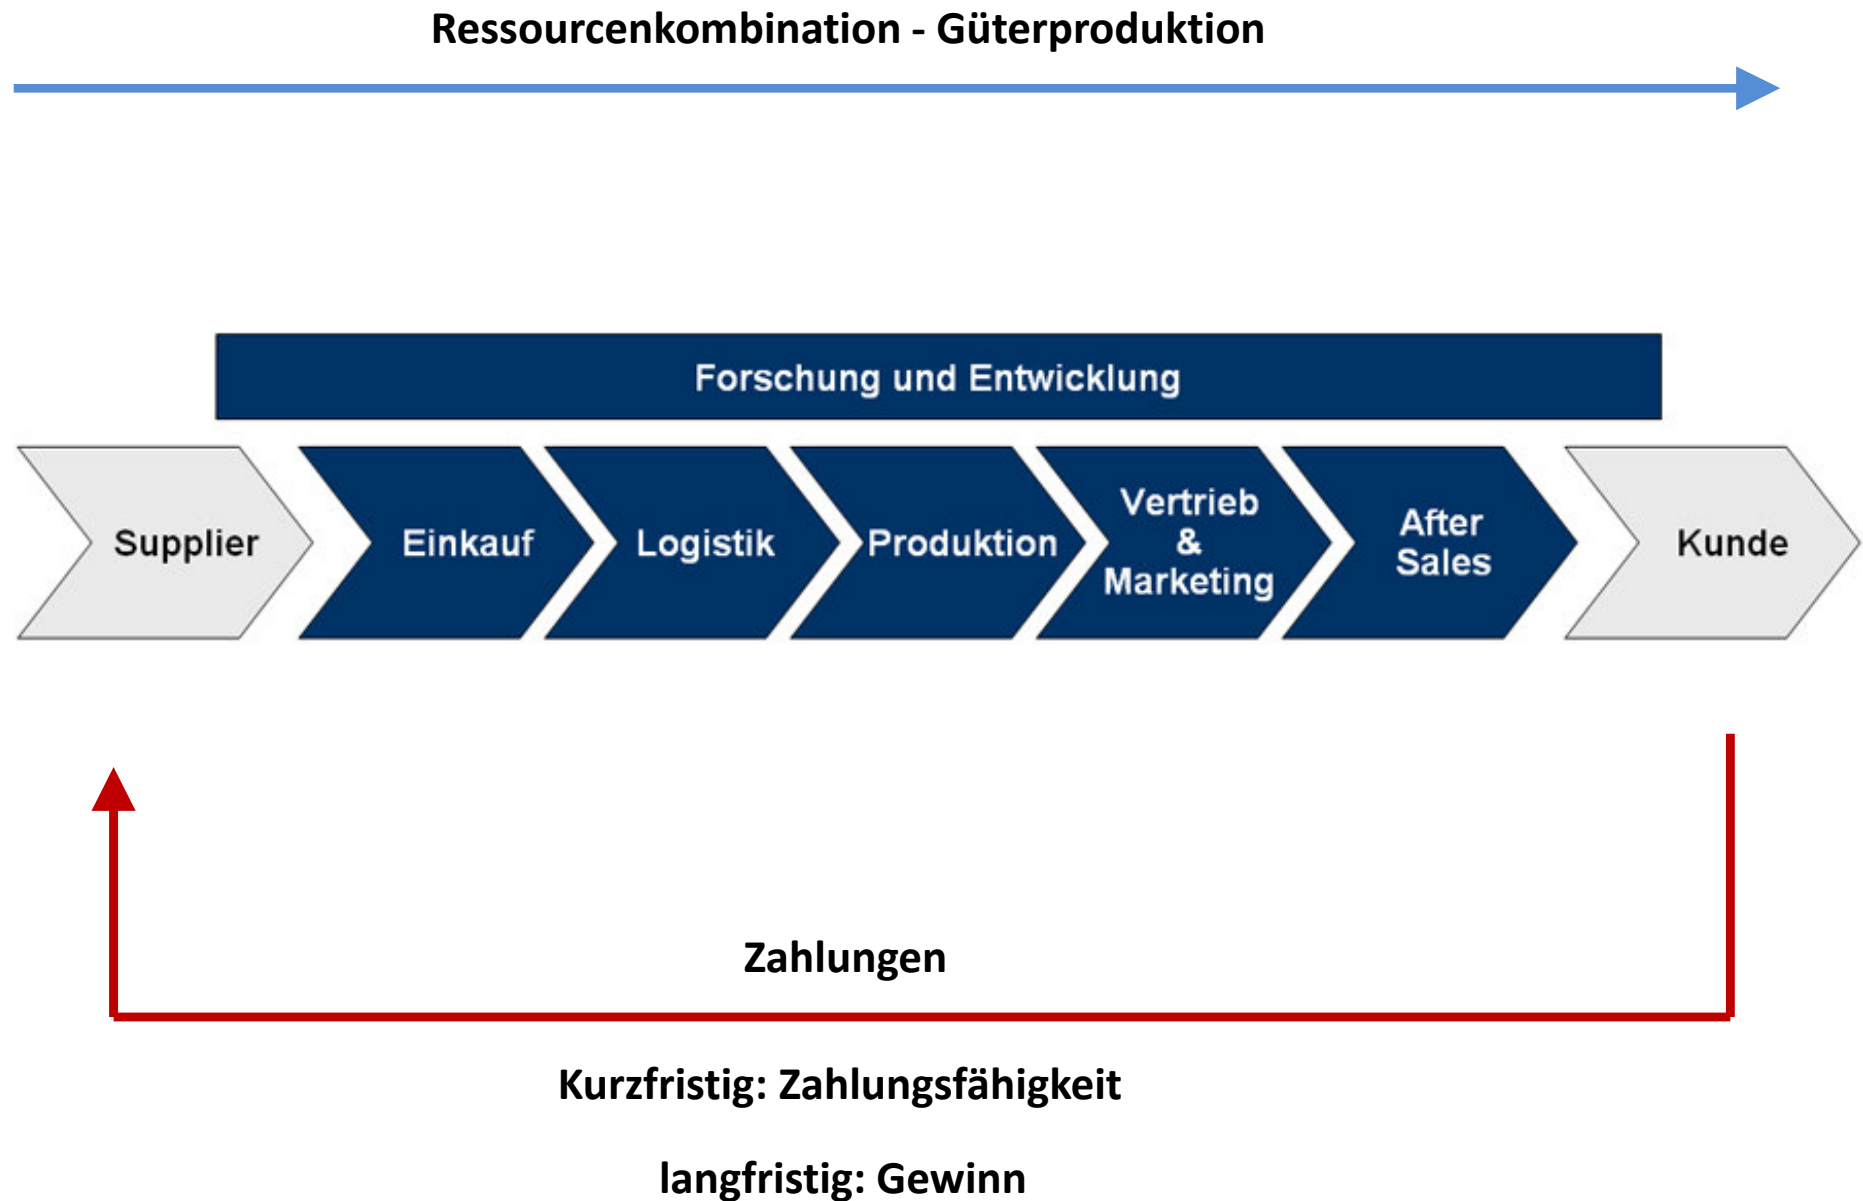 Ressourcenkombination - Güterproduktion
Forschung und Entwicklung
Supplier
Einkauf
Logistik
Produktion
Vertrieb
&
Marketing
After
Sales
Kunde
Zahlungen
Kurzfristig: Zahlungsfähigkeit
langfristig: Gewinn